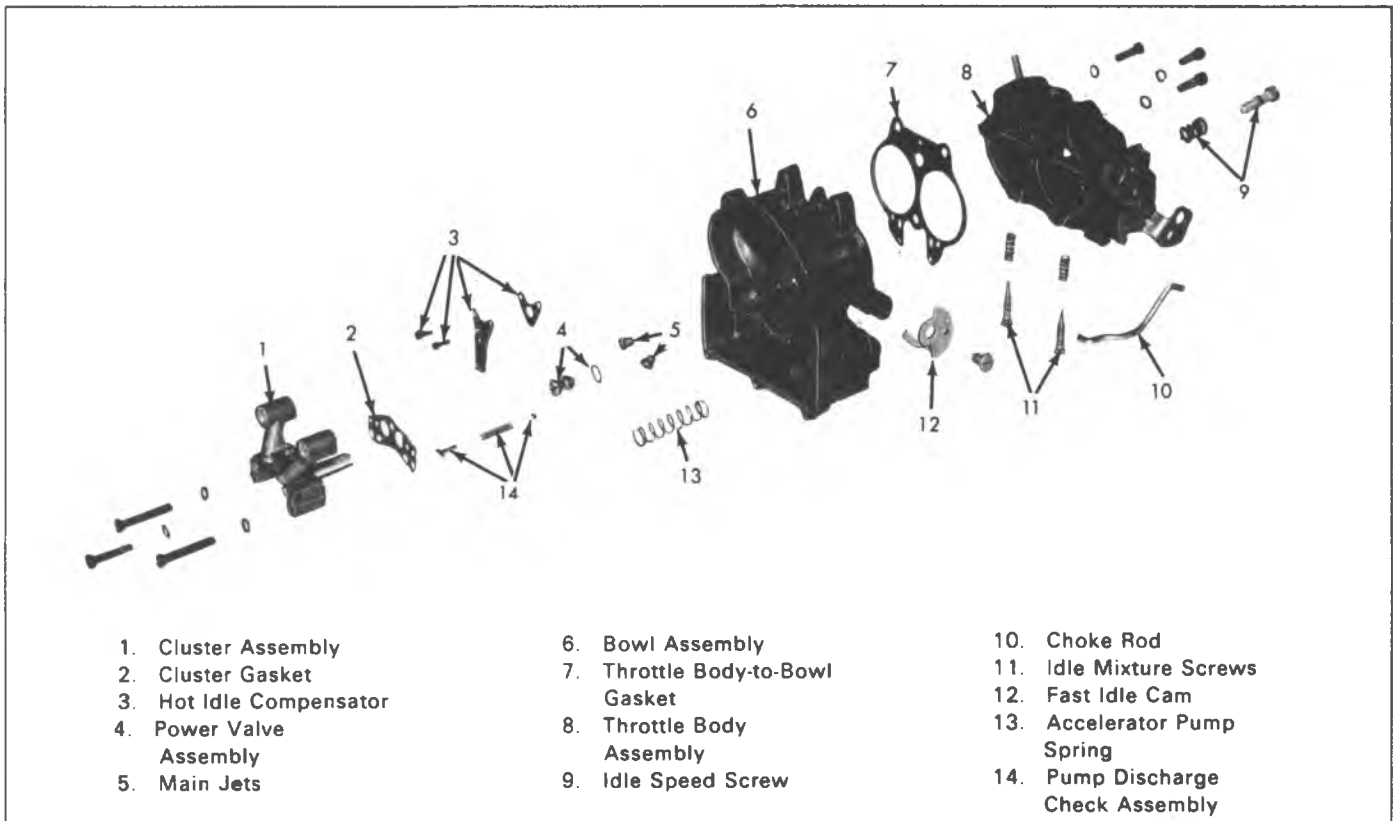 7
8
6
9
3
4
5
1
2
10
11
12
13
14
1. Cluster Assembly
2. Cluster Gasket
3. Hot Idle Compensator
4. Power Valve
Assembly
5. Main Jets
6. Bowl Assembly
7. Throttle Body-to-Bowl
Gasket
8. Throttle Body
Assembly
9. Idle Speed Screw
10. Choke Rod
11. Idle Mixture Screws
12. Fast Idle Cam
13. Accelerator Pump
Spring
14. Pump Discharge
Check Assembly